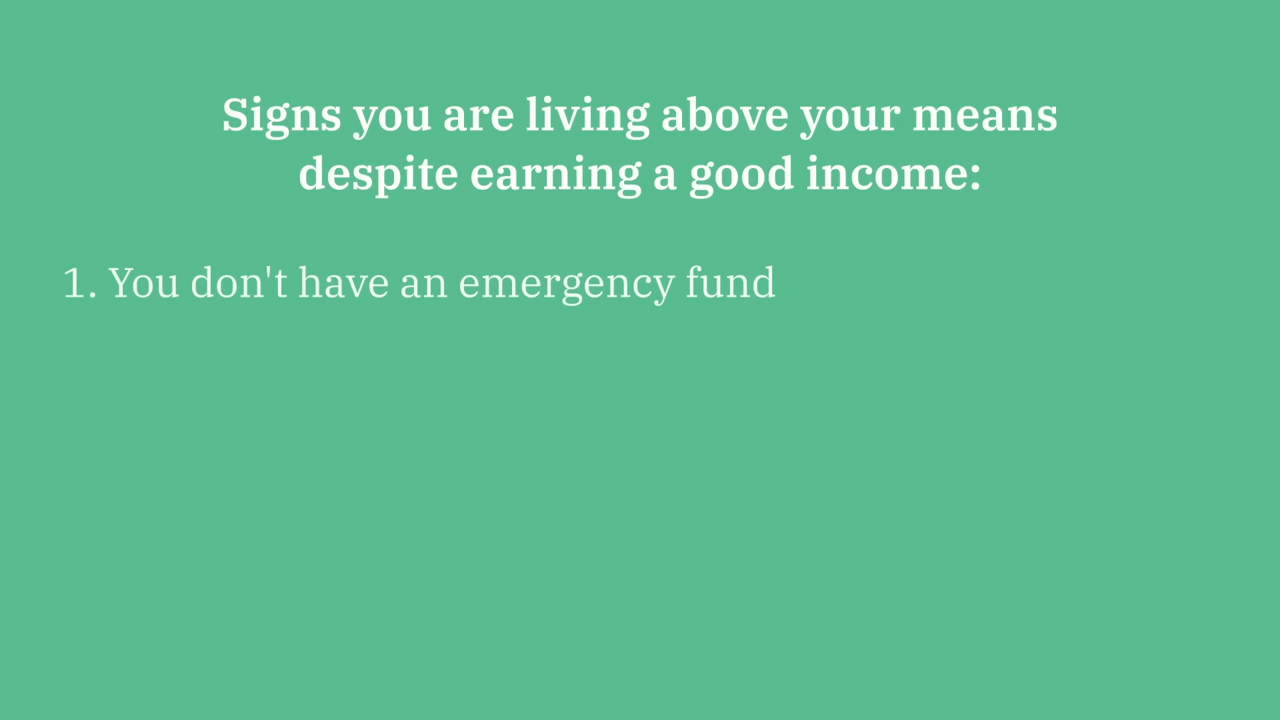 Signs you are living above your means
despite earning a good income:
1. You don't have an emergency fund